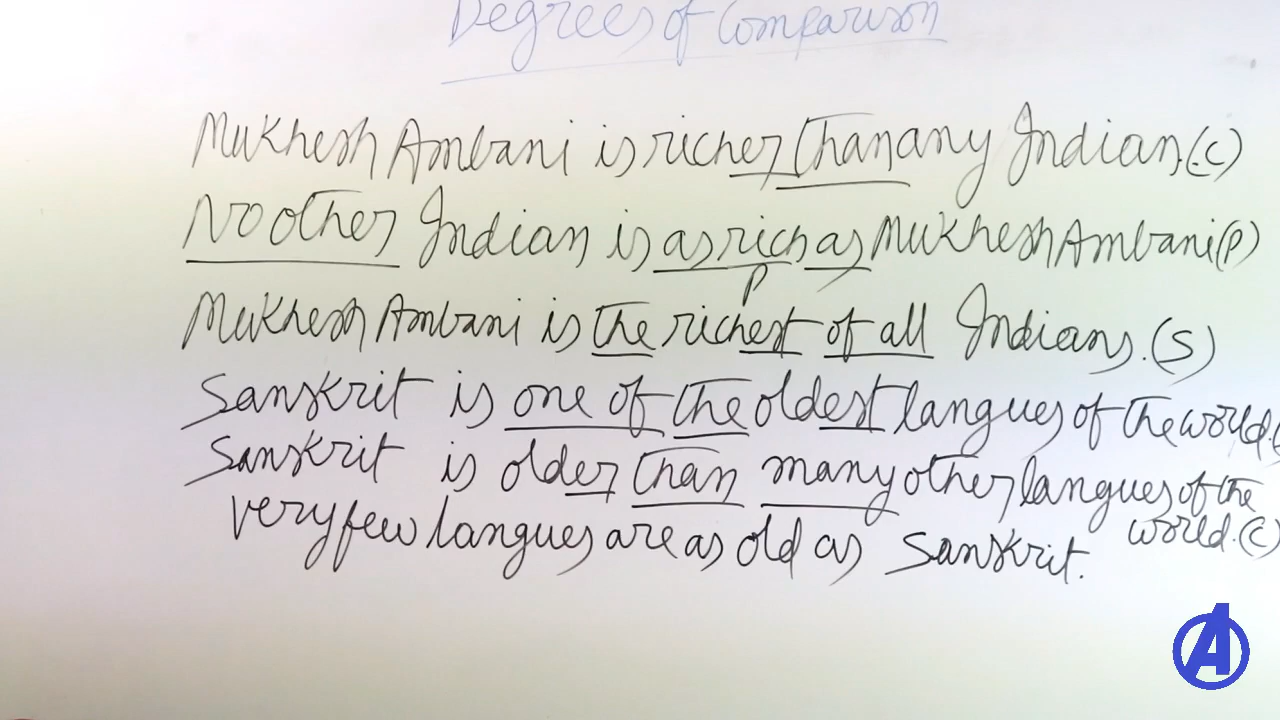 Degrees of Comparison
Mukhesh Ambani is richer than any Indian.(C)
No other Indian is as rich as Mukhesh Ambani(P)
P
Mukhesh Ambani is the richest of all Indians.(S)
Sanskrit is one of the oldest langues of the world.(
Sanskrit is older than many other langues of the
world.(C)
very few langues are as old as Sanskrit.
A